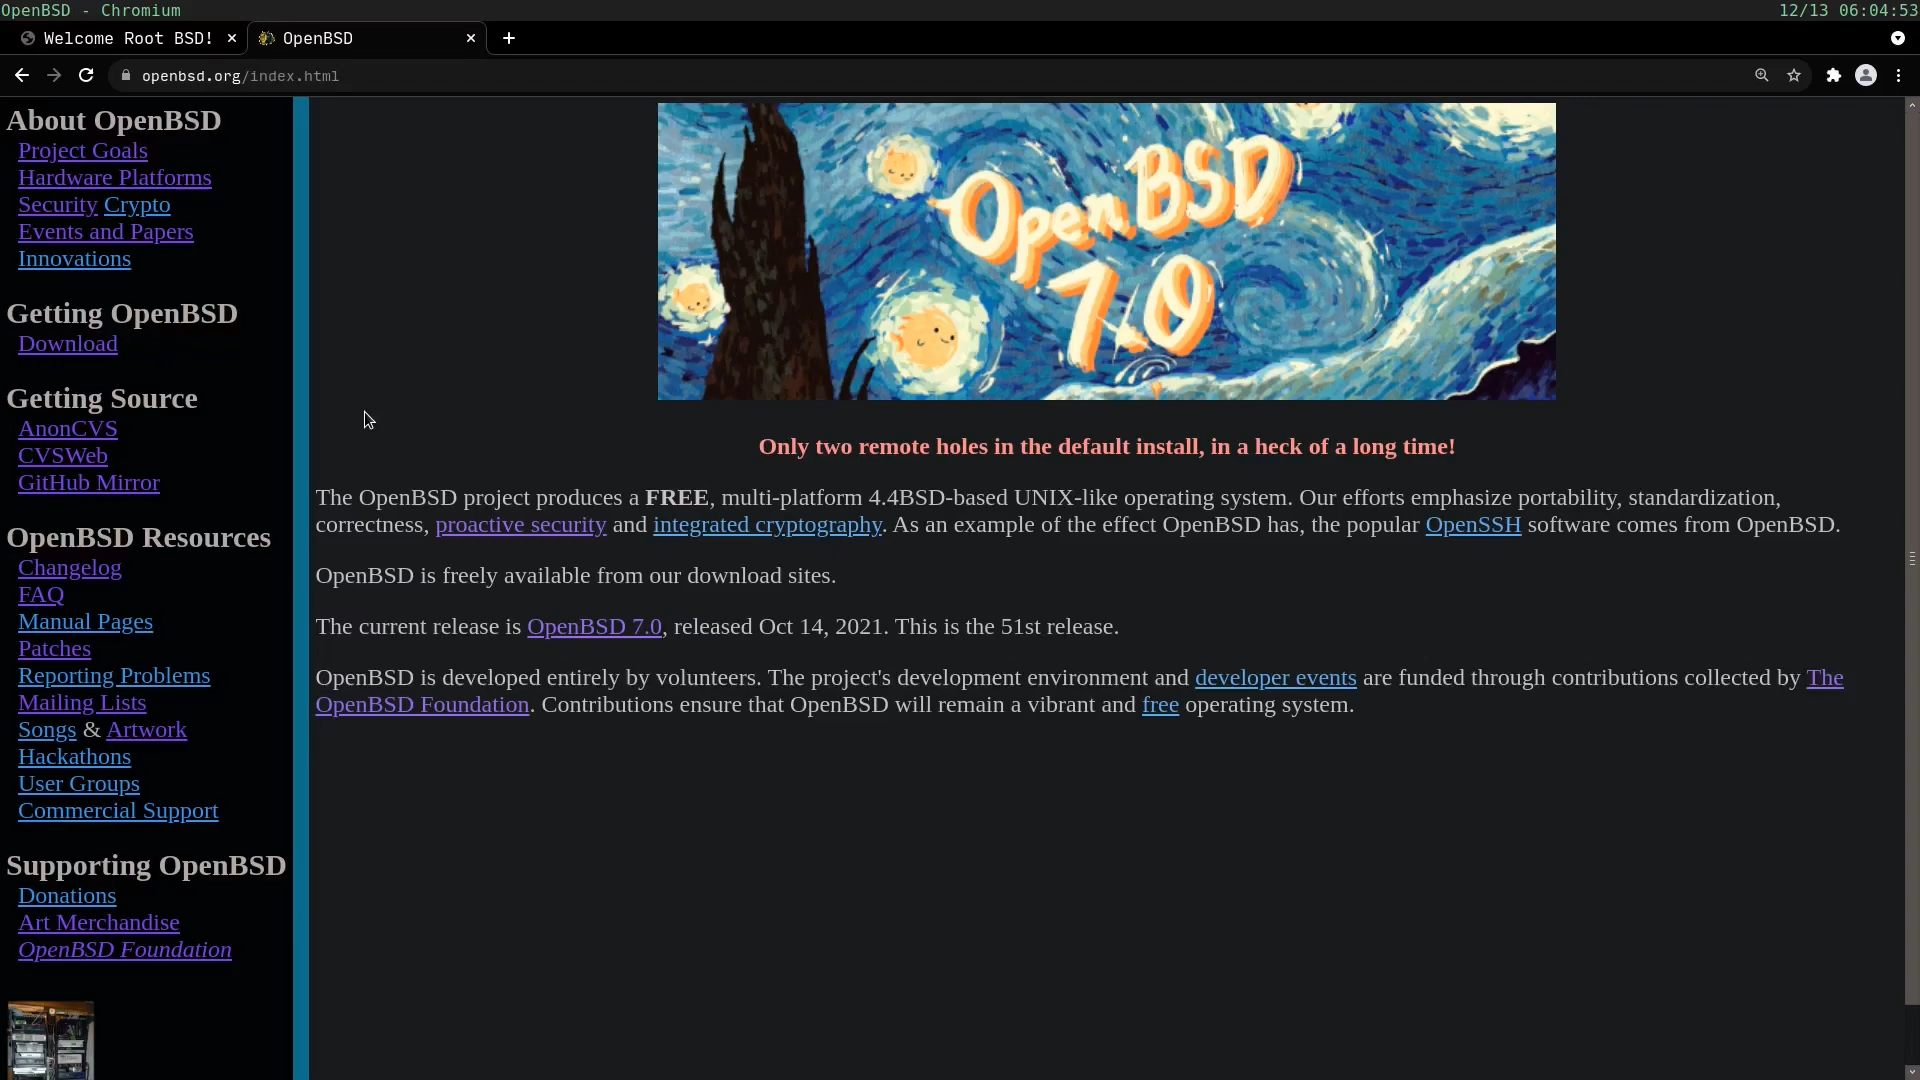 OpenBSD - Chromium
12/13 06:04:53
Welcome Root BSD!
OpenBSD
openbsd.org/index.html
About OpenBSD
Project Goals
Hardware Platforms
Security Crypto
Events and Papers
Innovations
Getting OpenBSD
Download
Getting Source
AnonCVS
CVSWeb
GitHub Mirror
OpenBSD Resources
Changelog
FAQ
Manual Pages
Patches
Reporting Problems
Mailing Lists
Songs & Artwork
Hackathons
User Groups
Commercial Support
Supporting OpenBSD
Donations
Art Merchandise
OpenBSD Foundation
OpenBSD
7.0
Only two remote holes in the default install, in a heck of a long time!
The OpenBSD project produces a FREE, multi-platform 4.4BSD-based UNIX-like operating system. Our efforts emphasize portability, standardization,
correctness, proactive security and integrated cryptography. As an example of the effect OpenBSD has, the popular OpenSSH software comes from OpenBSD.
OpenBSD is freely available from our download sites.
The current release is OpenBSD 7.0, released Oct 14, 2021. This is the 51st release.
OpenBSD is developed entirely by volunteers. The project's development environment and developer events are funded through contributions collected by The
OpenBSD Foundation. Contributions ensure that OpenBSD will remain a vibrant and free operating system.